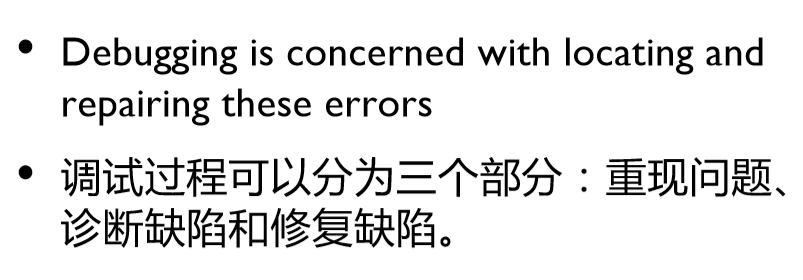 • Debugging is concerned with locating and
repairing these errors
• 调试过程可以分为三个部分：重现问题、
诊断缺陷和修复缺陷。